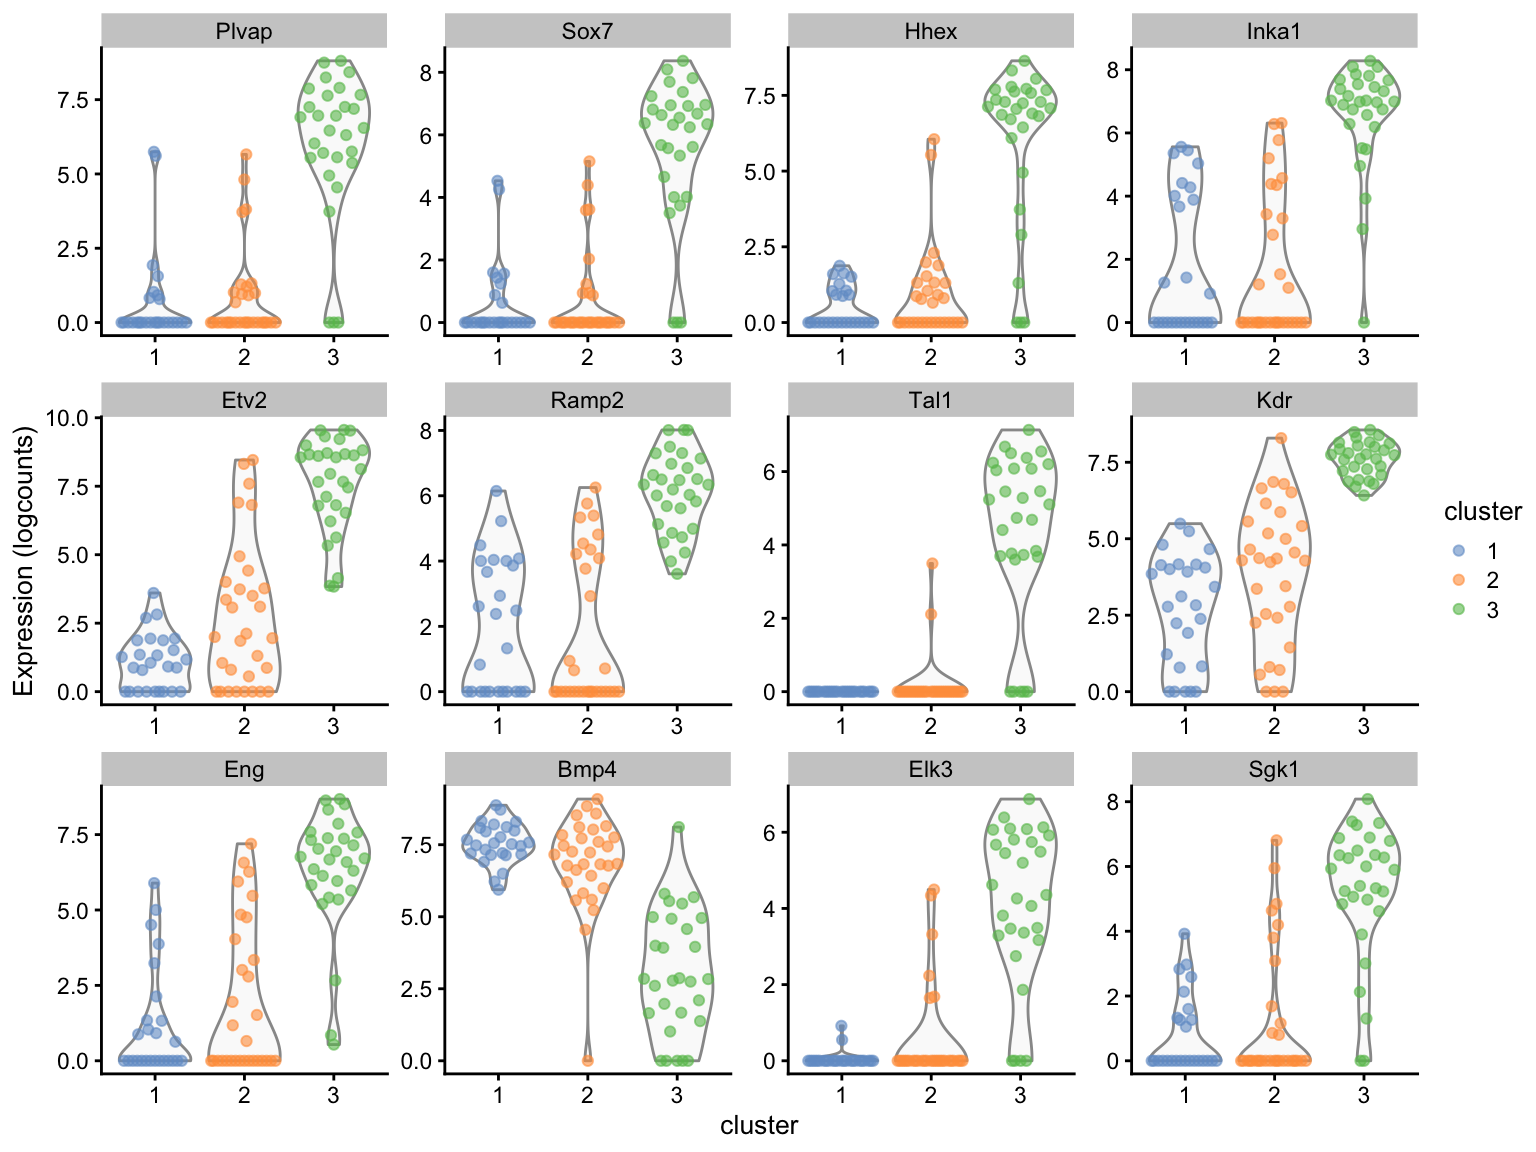 Plvap Sox7 Hhex Inka1
7.5 5.0 2.5 0.0
8 6 4 2 0
7.5 5.0 2.5 0.0
8 6 4 2 0
1 2 3 1 2 3 1 2 3 1 2 3
Etv2 Ramp2 Tal1 Kdr
10.0 7.5 5.0 2.5 0.0
8 6 4 2 0
6 4 2 0
7.5 5.0 2.5 0.0
1 2 3 1 2 3 1 2 3 1 2 3
Eng Bmp4 Elk3 Sgk1
7.5 5.0 2.5 0.0
7.5 5.0 2.5 0.0
6 4 2 0
8 6 4 2 0
1 2 3 1 2 3 1 2 3 1 2 3
Expression (logcounts)
cluster
cluster
1
2
3